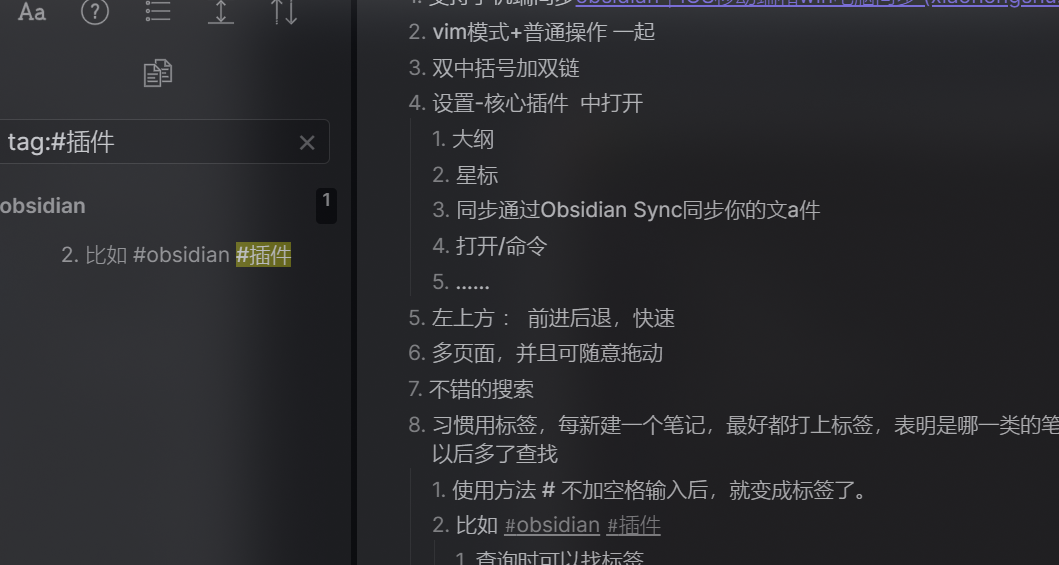 Aa
tag:#插件
obsidian
1
2. 比如 #obsidian #插件
2. vim模式+普通操作 一起
3. 双中括号加双链
4. 设置-核心插件 中打开
1. 大纲
2. 星标
3. 同步通过Obsidian Sync同步你的文a件
4. 打开/命令
5. ......
5. 左上方： 前进后退，快速
6. 多页面，并且可随意拖动
7. 不错的搜索
8. 习惯用标签，每新建一个笔记，最好都打上标签，表明是哪一类的笔
以后多了查找
1. 使用方法 # 不加空格输入后，就变成标签了。
2. 比如 #obsidian #插件
1. 查询时可以找标签